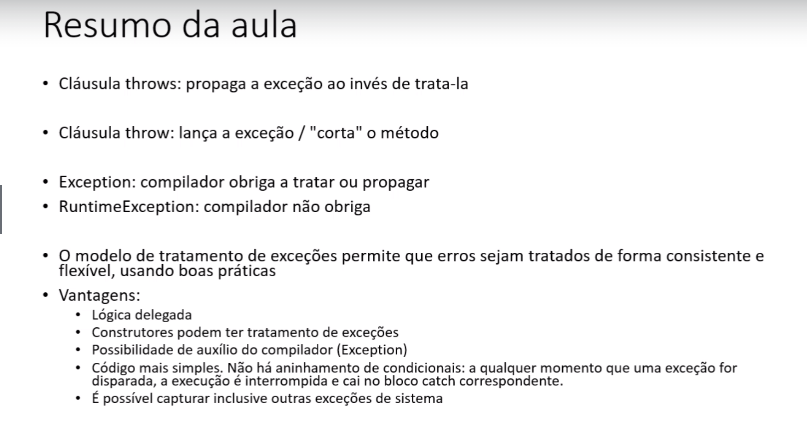 Resumo da aula
• Cláusula throws: propaga a exceção ao invés de trata-la
• Cláusula throw: lança a exceção / "corta" o método
• Exception: compilador obriga a tratar ou propagar
• RuntimeException: compilador não obriga
• O modelo de tratamento de exceções permite que erros sejam tratados de forma consistente e
flexível, usando boas práticas
• Vantagens:
• Lógica delegada
• Construtores podem ter tratamento de exceções
• Possibilidade de auxílio do compilador (Exception)
• Código mais simples. Não há aninhamento de condicionais: a qualquer momento que uma exceção for
disparada, a execução é interrompida e cai no bloco catch correspondente.
• É possível capturar inclusive outras exceções de sistema